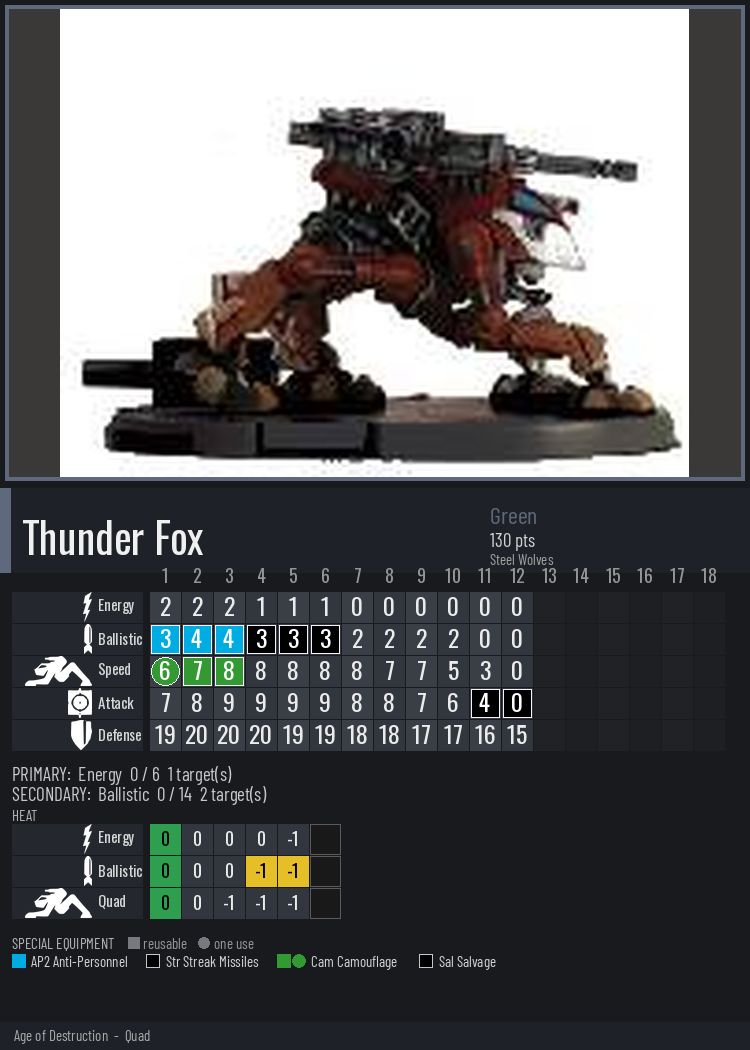 Thunder Fox
Green
130 pts
Steel Wolves
1 2 3 4 5 6 7 8 9 10 11 12 13 14 15 16 17 18
Energy 2 2 2 1 1 1 0 0 0 0 0 0
Ballistic 3 4 4 3 3 3 2 2 2 2 0 0
Speed 6 7 8 8 8 8 8 7 7 5 3 0
Attack 7 8 9 9 9 9 8 8 7 6 4 0
Defense 19 20 20 20 19 19 18 18 17 17 16 15
PRIMARY: Energy 0 / 6 1 target(s)
SECONDARY: Ballistic 0 / 14 2 target(s)
HEAT
Energy 0 0 0 0 -1
Ballistic 0 0 0 -1 -1
Quad 0 0 -1 -1 -1
SPECIAL EQUIPMENT reusable one use
AP2 Anti-Personnel Str Streak Missiles Cam Camouflage Sal Salvage
Age of Destruction - Quad